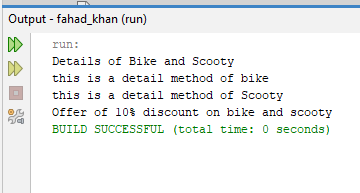 Output - fahad_khan (run)
run:
Details of Bike and Scooty
this is a detail method of bike
this is a detail method of Scooty
Offer of 10% discount on bike and scooty
BUILD SUCCESSFUL (total time: 0 seconds)